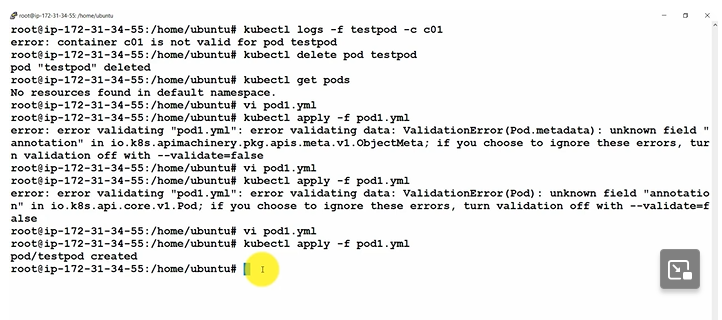 root@ip-172-31-34-55: /home/ubuntu
root@ip-172-31-34-55:/home/ubuntu# kubectl logs -f testpod -c c01
error: container c01 is not valid for pod testpod
root@ip-172-31-34-55:/home/ubuntu# kubectl delete pod testpod
pod "testpod" deleted
root@ip-172-31-34-55:/home/ubuntu# kubectl get pods
No resources found in default namespace.
root@ip-172-31-34-55:/home/ubuntu# vi pod1.yml
root@ip-172-31-34-55:/home/ubuntu# kubectl apply -f pod1.yml
error: error validating "pod1.yml": error validating data: ValidationError(Pod.metadata): unknown field "
annotation" in io.k8s.apimachinery.pkg.apis.meta.v1.ObjectMeta; if you choose to ignore these errors, tur
n validation off with --validate=false
root@ip-172-31-34-55:/home/ubuntu# vi pod1.yml
root@ip-172-31-34-55:/home/ubuntu# kubectl apply -f pod1.yml
error: error validating "pod1.yml": error validating data: ValidationError(Pod): unknown field "annotatio
n" in io.k8s.api.core.v1.Pod; if you choose to ignore these errors, turn validation off with --validate=f
alse
root@ip-172-31-34-55:/home/ubuntu# vi pod1.yml
root@ip-172-31-34-55:/home/ubuntu# kubectl apply -f pod1.yml
pod/testpod created
root@ip-172-31-34-55:/home/ubuntu#